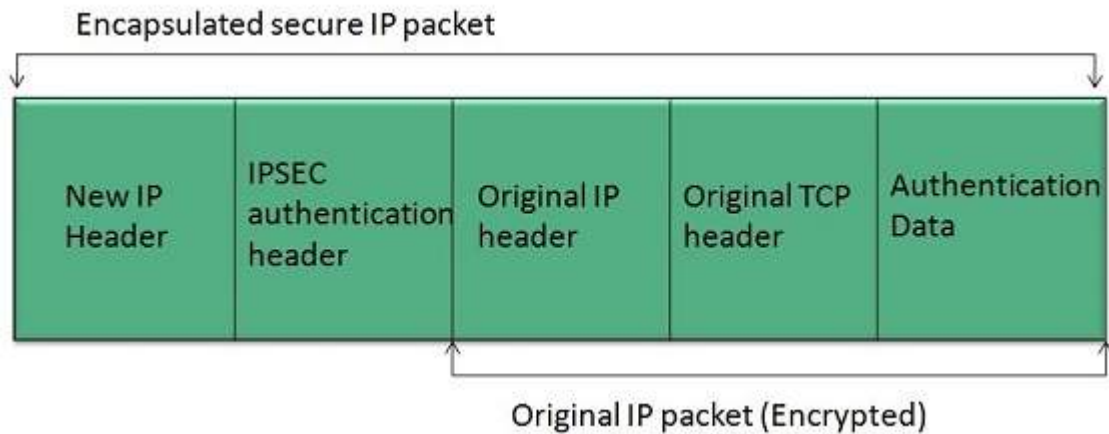 Encapsulated secure IP packet
New IP
Header
IPSEC
authentication
header
Original IP
header
Original TCP
header
Authentication
Data
Original IP packet (Encrypted)